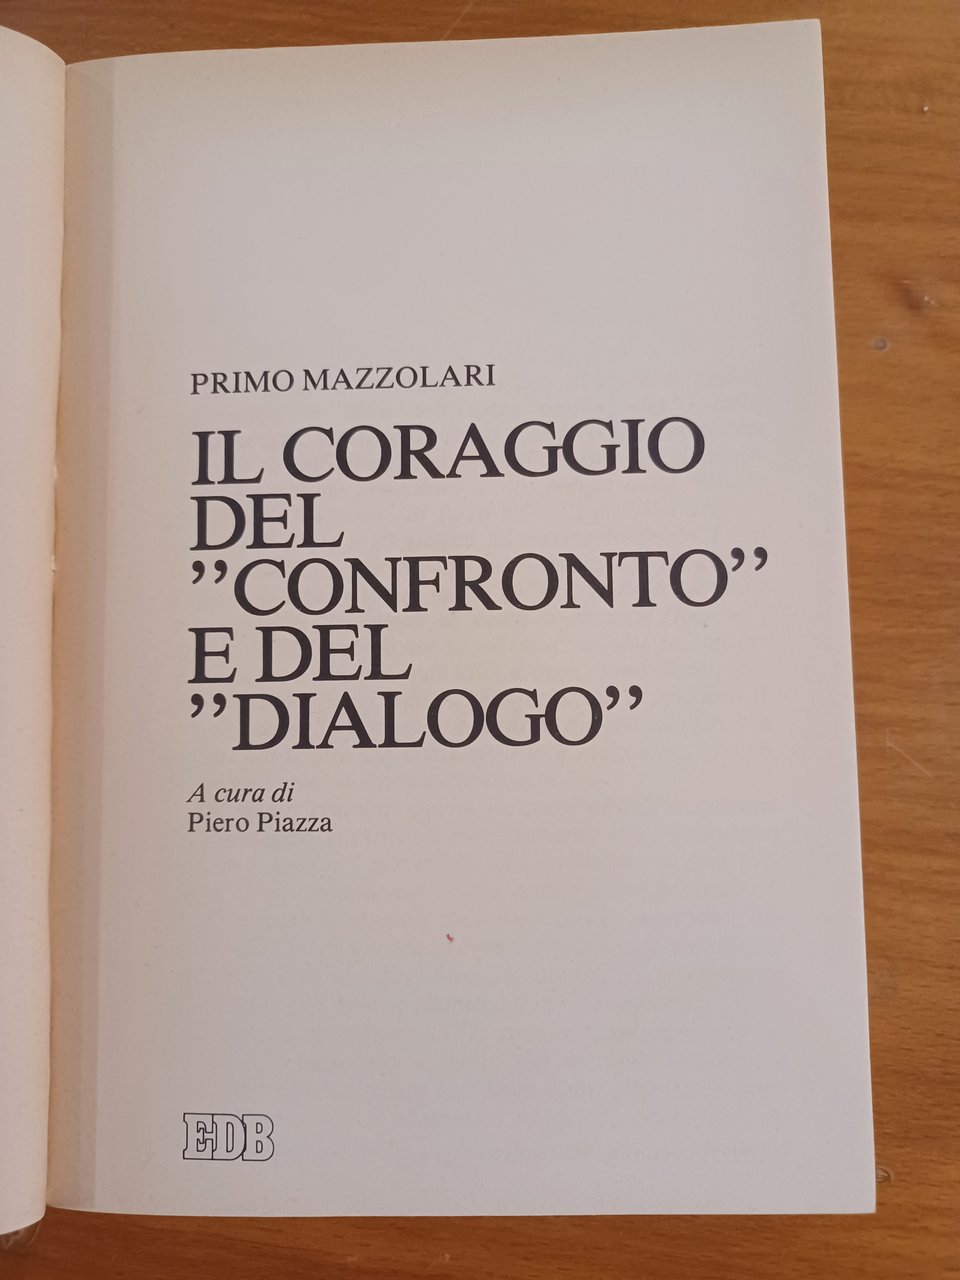 PRIMO MAZZOLARI
IL CORAGGIO
DEL
”CONFRONTO”
E DEL
”DIALOGO”
A cura di
Piero Piazza
EDB